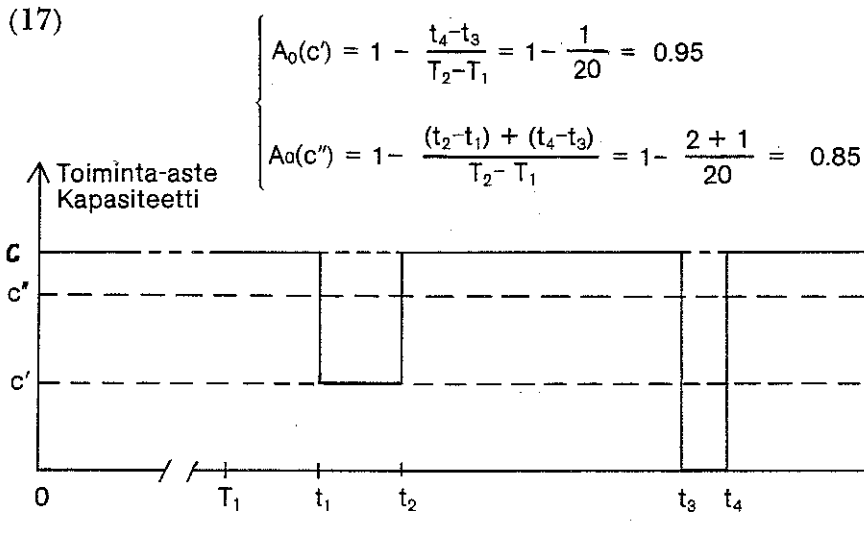 (17)
A₀(c′) = 1 - (t₄-t₃)/(T₂-T₁) = 1- 1/20 = 0.95
A₀(c″) = 1- ((t₂-t₁) + (t₄-t₃))/(T₂- T₁) = 1- (2 + 1)/20 = 0.85
Toiminta-aste
Kapasiteetti
C
c″
c′
0 T₁ t₁ t₂ t₃ t₄